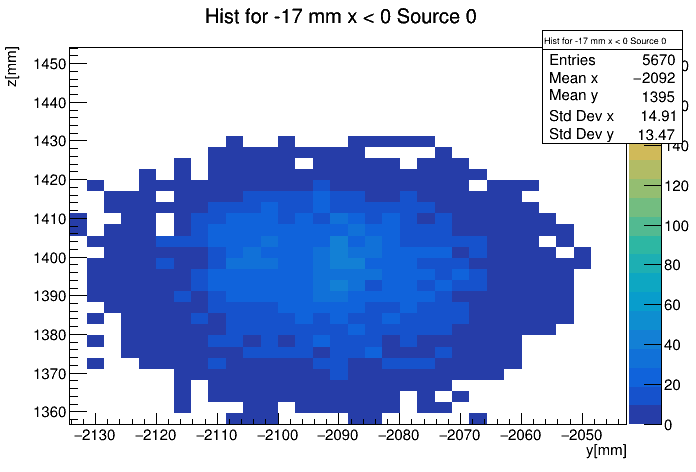 Hist for -17 mm x < 0 Source 0
Hist for -17 mm x < 0 Source 0
Entries 5670
Mean x −2092
Mean y 1395
Std Dev x 14.91
Std Dev y 13.47
z[mm]
1450
1440
1430
1420
1410
1400
1390
1380
1370
1360
−2130 −2120 −2110 −2100 −2090 −2080 −2070 −2060 −2050
y[mm]
0
0
140
120
100
80
60
40
20
0